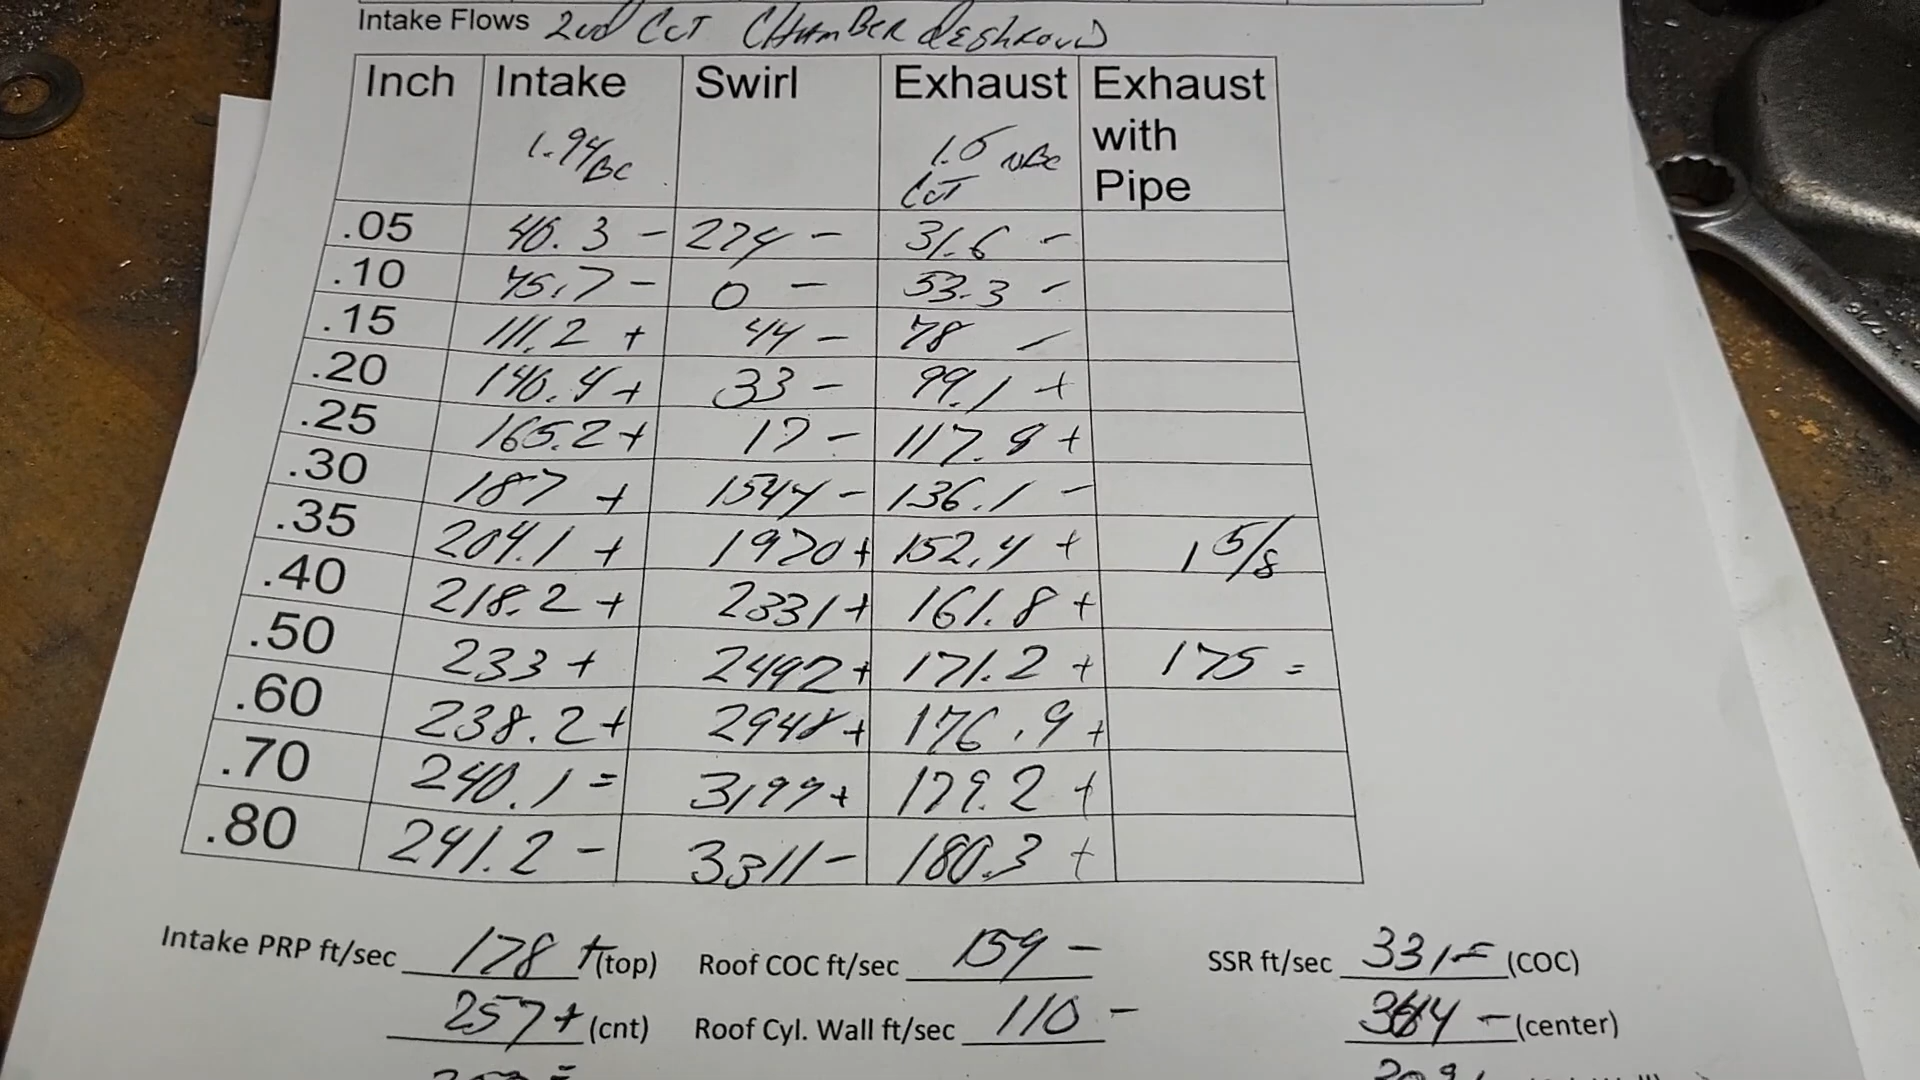 Intake Flows 2nd CUT CHAMBER deshroud
Inch Intake Swirl Exhaust Exhaust with Pipe
1.94 BC 1.5 NBC CUT
.05 40.3 - 274 - 31.6 -
.10 75.7 - 0 - 53.3 -
.15 111.2 + 44 - 78 -
.20 140.4 + 33 - 99.1 +
.25 165.2 + 17 - 117.8 +
.30 187 + 1544 - 136.1 -
.35 204.1 + 1920 + 152.4 + 1 5/8
.40 218.2 + 2331 + 161.8 +
.50 233 + 2492 + 171.2 + 175 =
.60 238.2 + 2948 + 176.9 +
.70 240.1 = 3199 + 179.2 +
.80 241.2 - 3311 - 180.3 +
Intake PRP ft/sec 178 + (top) Roof COC ft/sec 159 - SSR ft/sec 331 = (COC)
257 + (cnt) Roof Cyl. Wall ft/sec 110 - 364 - (center)